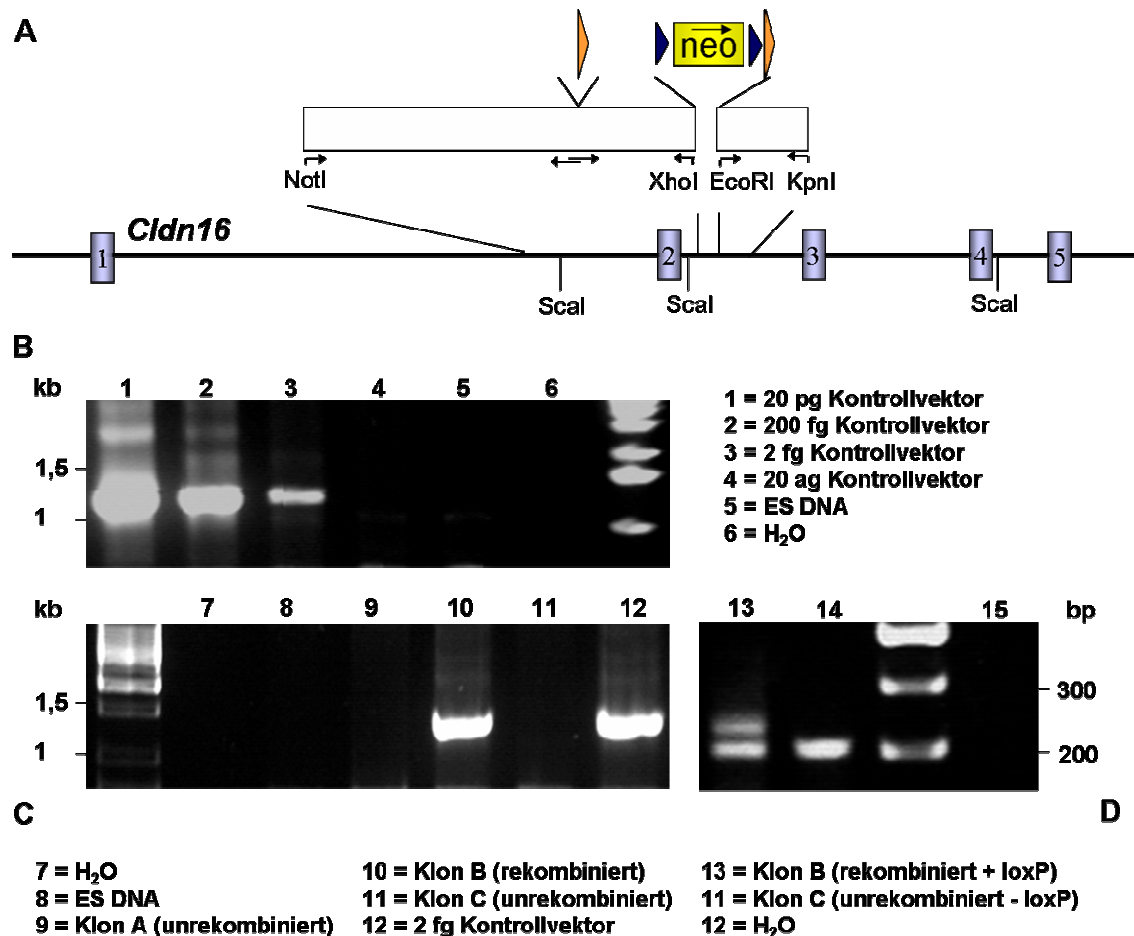 A
neo
NotI
XhoI EcoRI KpnI
Cldn16
1
2
3
4
5
ScaI
ScaI
ScaI
B
kb
1 2 3 4 5 6
1,5
1
1 = 20 pg Kontrollvektor
2 = 200 fg Kontrollvektor
3 = 2 fg Kontrollvektor
4 = 20 ag Kontrollvektor
5 = ES DNA
6 = H₂O
kb
7 8 9 10 11 12
1,5
1
13 14 15 bp
300
200
C
D
7 = H₂O
8 = ES DNA
9 = Klon A (unrekombiniert)
10 = Klon B (rekombiniert)
11 = Klon C (unrekombiniert)
12 = 2 fg Kontrollvektor
13 = Klon B (rekombiniert + loxP)
11 = Klon C (unrekombiniert - loxP)
12 = H₂O